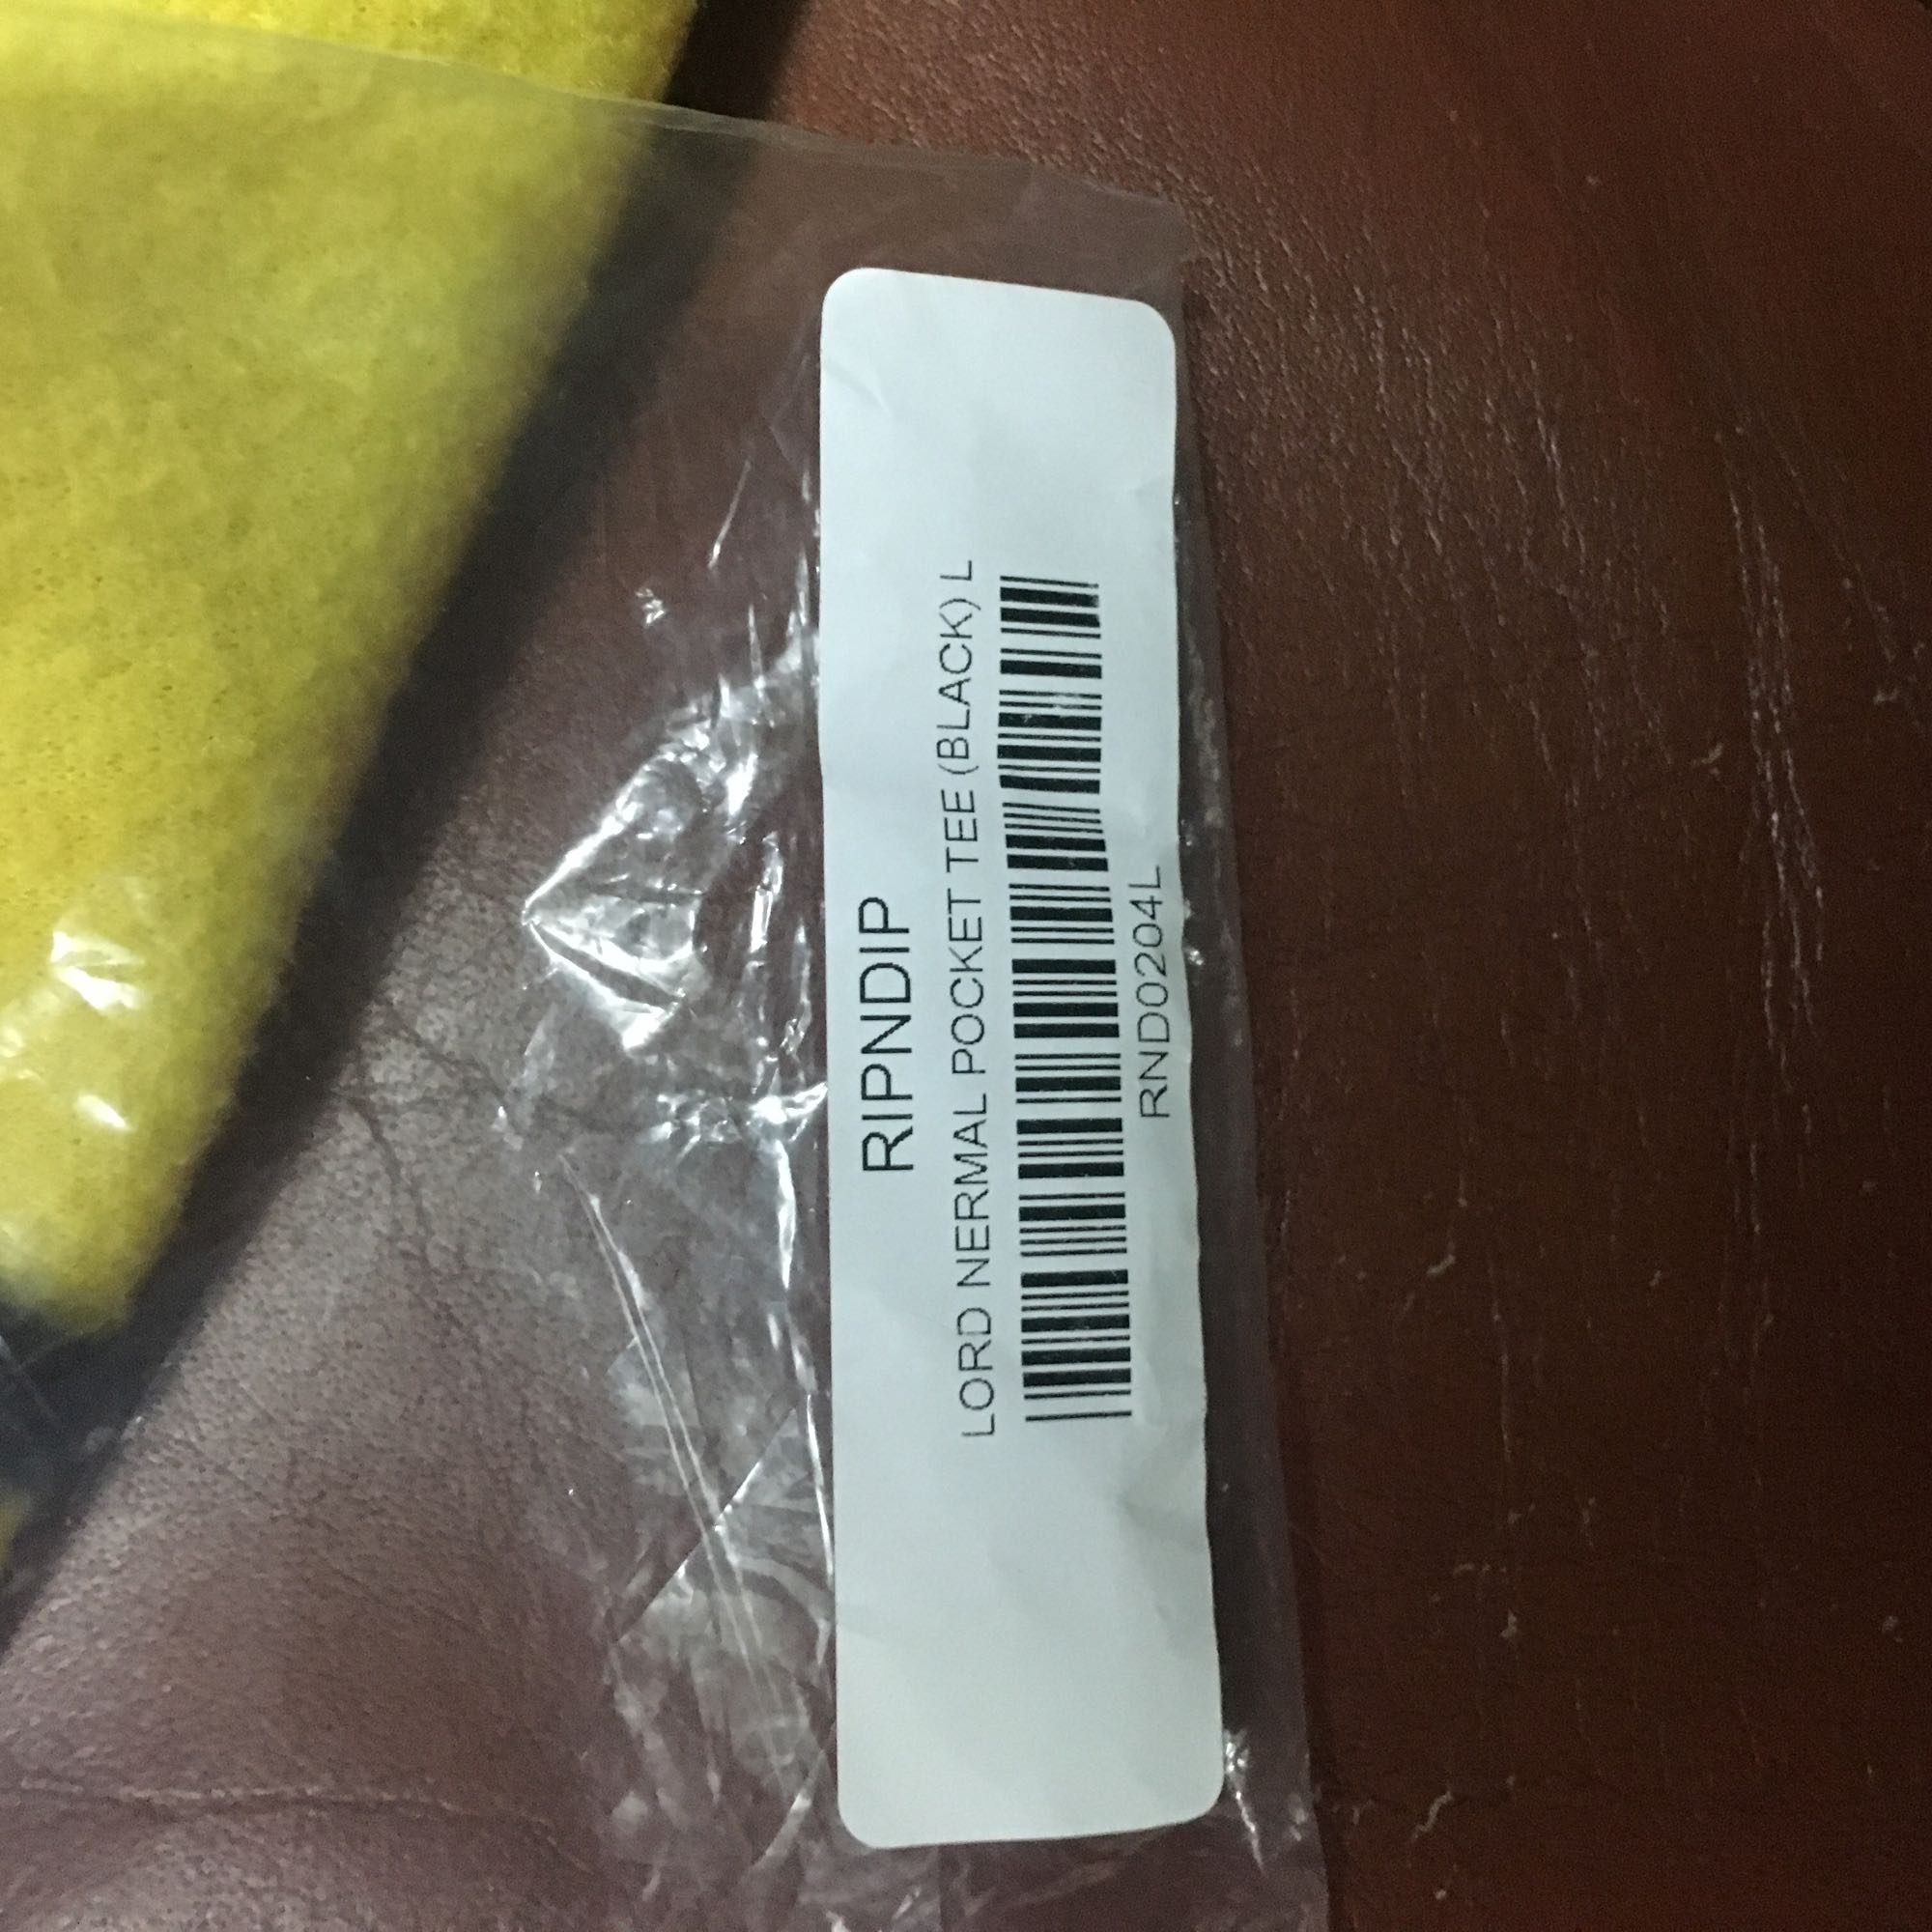 RIPNDIP
LORD NERMAL POCKET TEE (BLACK) L
RND0204L